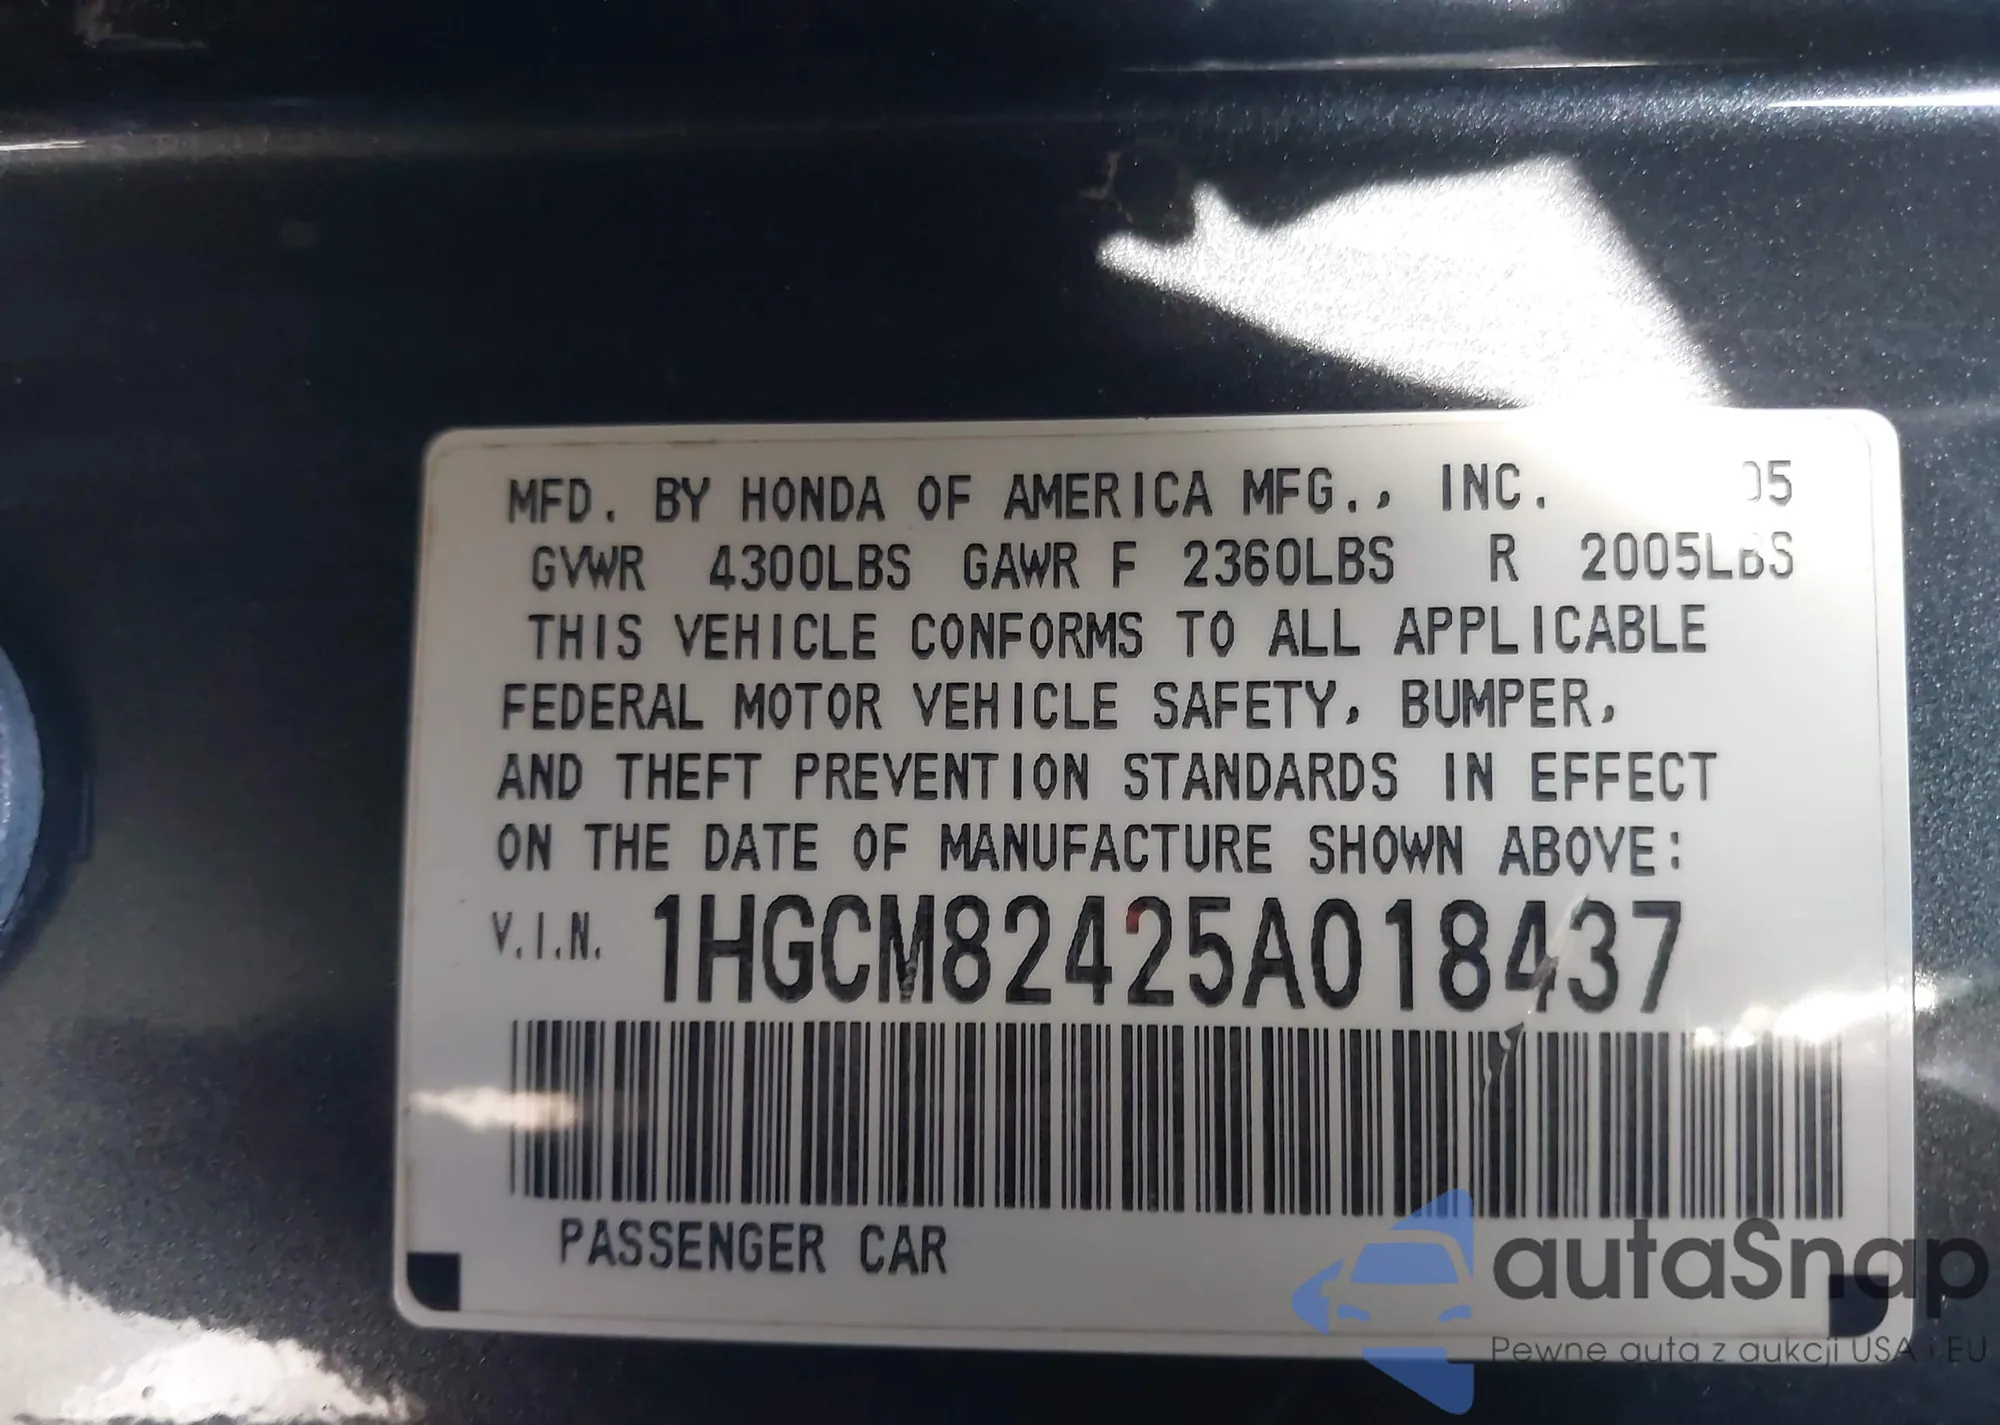 MFD. BY HONDA OF AMERICA MFG., INC. 05
GVWR 4300LBS GAWR F 2360LBS R 2005LBS
THIS VEHICLE CONFORMS TO ALL APPLICABLE
FEDERAL MOTOR VEHICLE SAFETY, BUMPER,
AND THEFT PREVENTION STANDARDS IN EFFECT
ON THE DATE OF MANUFACTURE SHOWN ABOVE:
V.I.N. 1HGCM82425A018437
PASSENGER CAR
autaSnap
Pewne auta z aukcji USA i EU